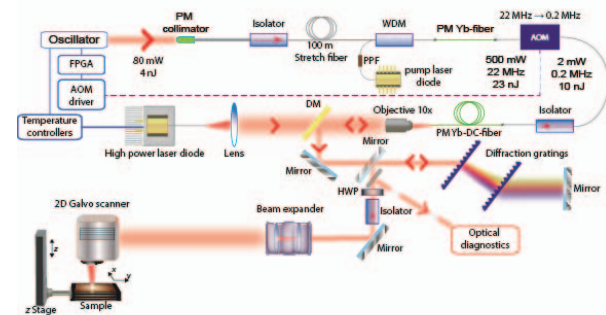 PM
collimator
Isolator
WDM
PM Yb-fiber
22 MHz → 0.2 MHz
Oscillator
AOM
100 m
Stretch fiber
FPGA
80 mW
4 nJ
PPF
pump laser
diode
500 mW
22 MHz
23 nJ
2 mW
0.2 MHz
10 nJ
AOM
driver
Temperature
controllers
DM
Objective 10x
Isolator
High power laser diode
Lens
PM Yb-DC-fiber
Mirror
Diffraction gratings
Mirror
HWP
Mirror
2D Galvo scanner
Beam expander
Isolator
Mirror
Optical
diagnostics
z
x
y
z Stage
Sample